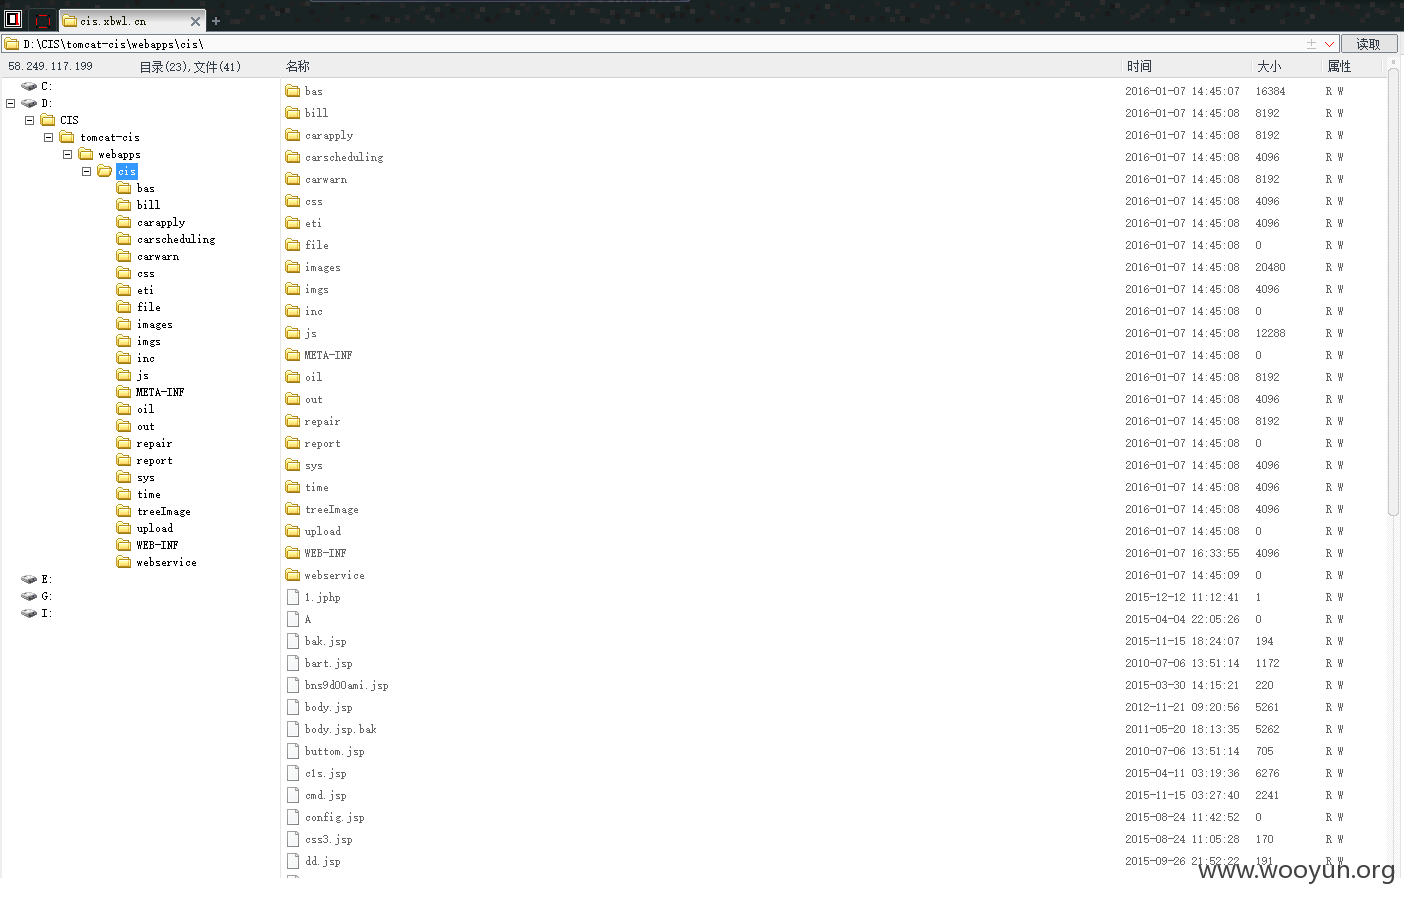 cis.xbwl.cn
D:\CIS\tomcat-cis\webapps\cis\
读取
58.249.117.199 目录(23),文件(41)
名称 时间 大小 属性
C:
D:
CIS
tomcat-cis
webapps
cis
bas
bill
carapply
carscheduling
carwarn
css
eti
file
images
imgs
inc
js
META-INF
oil
out
repair
report
sys
time
treeImage
upload
WEB-INF
webservice
E:
G:
I:
bas 2016-01-07 14:45:07 16384 R W
bill 2016-01-07 14:45:08 8192 R W
carapply 2016-01-07 14:45:08 8192 R W
carscheduling 2016-01-07 14:45:08 4096 R W
carwarn 2016-01-07 14:45:08 8192 R W
css 2016-01-07 14:45:08 4096 R W
eti 2016-01-07 14:45:08 4096 R W
file 2016-01-07 14:45:08 0 R W
images 2016-01-07 14:45:08 20480 R W
imgs 2016-01-07 14:45:08 4096 R W
inc 2016-01-07 14:45:08 0 R W
js 2016-01-07 14:45:08 12288 R W
META-INF 2016-01-07 14:45:08 0 R W
oil 2016-01-07 14:45:08 8192 R W
out 2016-01-07 14:45:08 4096 R W
repair 2016-01-07 14:45:08 8192 R W
report 2016-01-07 14:45:08 0 R W
sys 2016-01-07 14:45:08 4096 R W
time 2016-01-07 14:45:08 4096 R W
treeImage 2016-01-07 14:45:08 4096 R W
upload 2016-01-07 14:45:08 0 R W
WEB-INF 2016-01-07 16:33:55 4096 R W
webservice 2016-01-07 14:45:09 0 R W
1.jphp 2015-12-12 11:12:41 1 R W
A 2015-04-04 22:05:26 0 R W
bak.jsp 2015-11-15 18:24:07 194 R W
bart.jsp 2010-07-06 13:51:14 1172 R W
bns9d00ami.jsp 2015-03-30 14:15:21 220 R W
body.jsp 2012-11-21 09:20:56 5261 R W
body.jsp.bak 2011-05-20 18:13:35 5262 R W
buttom.jsp 2010-07-06 13:51:14 705 R W
c1s.jsp 2015-04-11 03:19:36 6276 R W
cmd.jsp 2015-11-15 03:27:40 2241 R W
config.jsp 2015-08-24 11:42:52 0 R W
css3.jsp 2015-08-24 11:05:28 170 R W
dd.jsp 2015-09-26 21:52:22 191 R W
www.wooyun.org